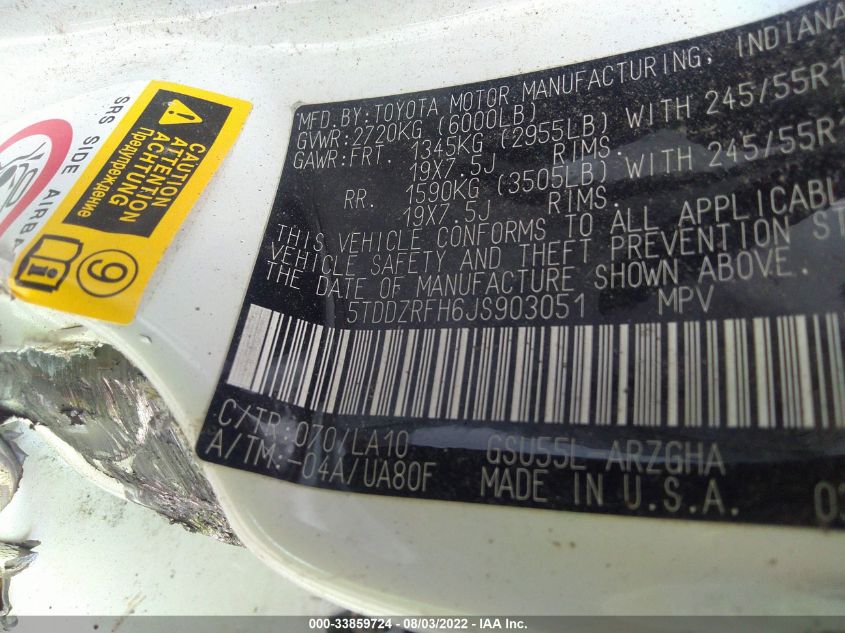 MFD. BY: TOYOTA MOTOR MANUFACTURING, INDIANA
GVWR: 2720KG (6000LB)
GAWR: FRT. 1345KG (2955LB) WITH 245/55R1
19X7.5J RIMS.
RR. 1590KG (3505LB) WITH 245/55R1
19X7.5J RIMS.
THIS VEHICLE CONFORMS TO ALL APPLICABL
VEHICLE SAFETY AND THEFT PREVENTION ST
THE DATE OF MANUFACTURE SHOWN ABOVE.
5TDDZRFH6JS903051 MPV
C/TR:070/LA10 GSU55L ARZGHA
A/TM:-04A/UA80F MADE IN U.S.A.
SRS SIDE AIRBA
CAUTION
ATTENTION
ACHTUNG
Предупреждение
i
9
000-33859724 - 08/03/2022 - IAA Inc.